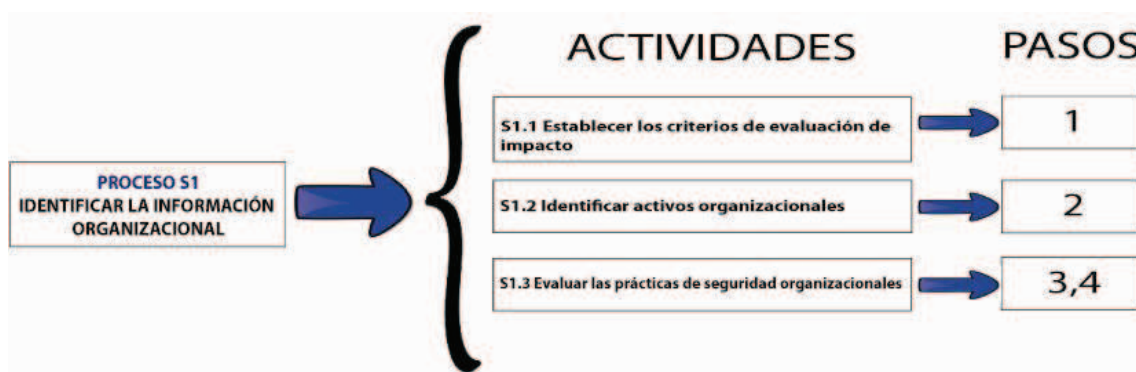 ACTIVIDADES
PASOS
PROCESO S1
IDENTIFICAR LA INFORMACIÓN
ORGANIZACIONAL
S1.1 Establecer los criterios de evaluación de
impacto
1
S1.2 Identificar activos organizacionales
2
S1.3 Evaluar las prácticas de seguridad organizacionales
3,4